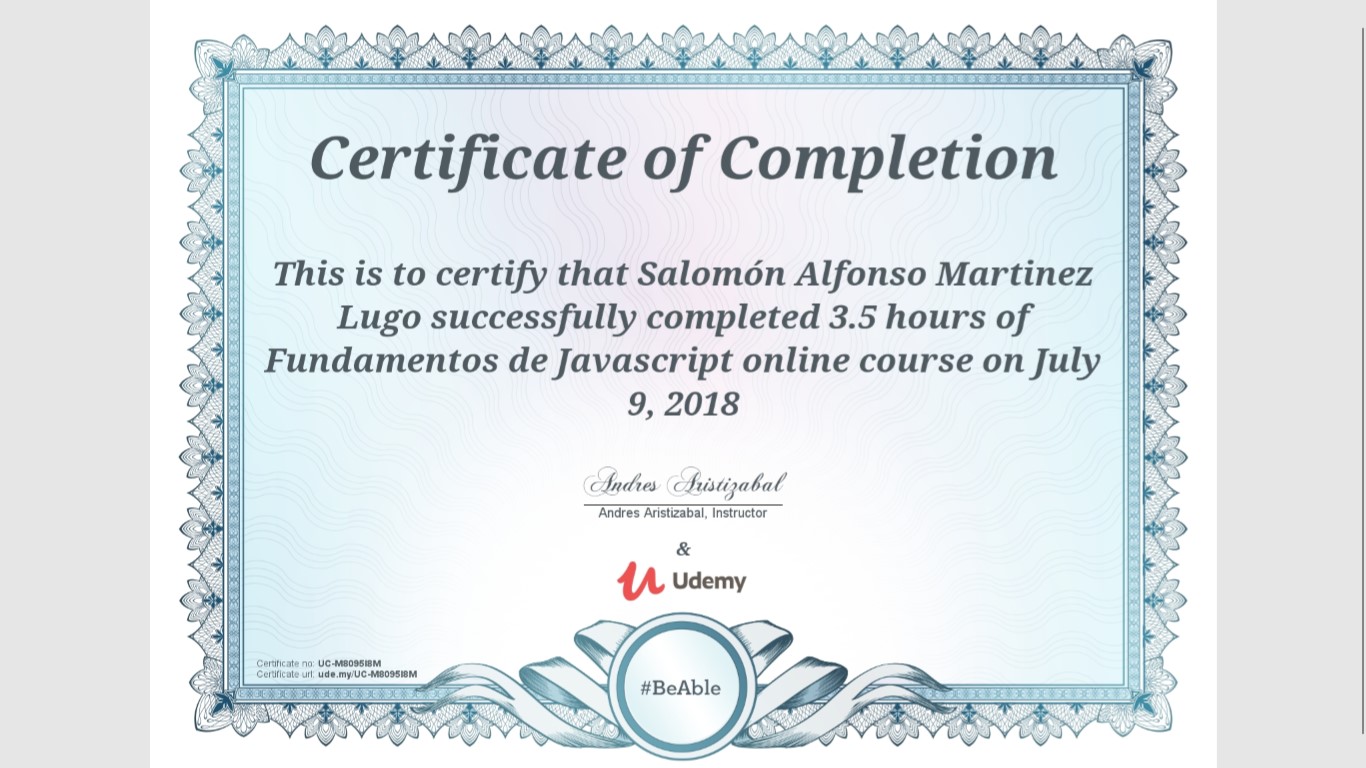 Certificate of Completion
This is to certify that Salomón Alfonso Martinez
Lugo successfully completed 3.5 hours of
Fundamentos de Javascript online course on July
9, 2018
Andres Aristizabal
Andres Aristizabal, Instructor
&
Udemy
Certificate no: UC-M8095I8M
Certificate url: ude.my/UC-M8095I8M
#BeAble